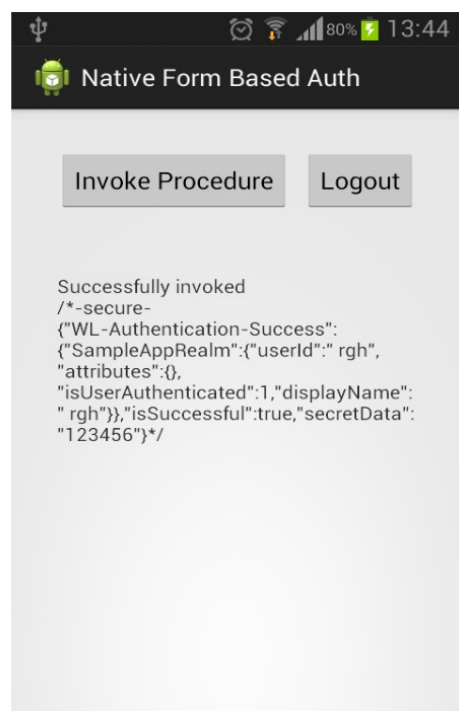 80% 13:44
Native Form Based Auth
Invoke Procedure Logout
Successfully invoked
/*-secure-
{"WL-Authentication-Success":
{"SampleAppRealm":{"userId":" rgh",
"attributes":{},
"isUserAuthenticated":1,"displayName":
" rgh"}},"isSuccessful":true,"secretData":
"123456"}*/